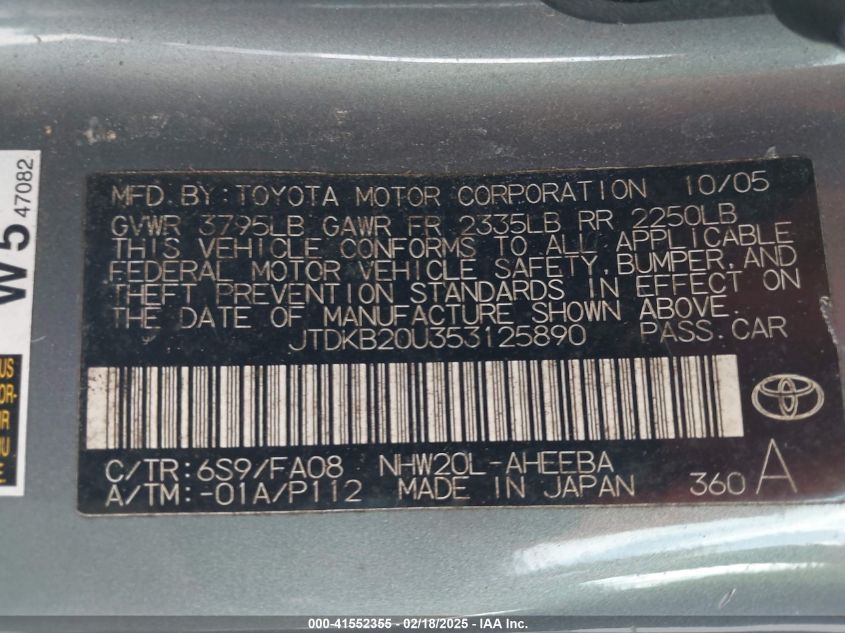 MFD.BY:TOYOTA MOTOR CORPORATION 10/05
GVWR 3795LB GAWR FR 2335LB RR 2250LB
THIS VEHICLE CONFORMS TO ALL APPLICABLE
FEDERAL MOTOR VEHICLE SAFETY,BUMPER,AND
THEFT PREVENTION STANDARDS IN EFFECT ON
THE DATE OF MANUFACTURE SHOWN ABOVE.
JTDKB20U353125890 PASS.CAR
C/TR:6S9/FA08 NHW20L-AHEEBA
A/TM:-01A/P112 MADE IN JAPAN 360 A
W5
47082
US
000-41552355 - 02/18/2025 - IAA Inc.